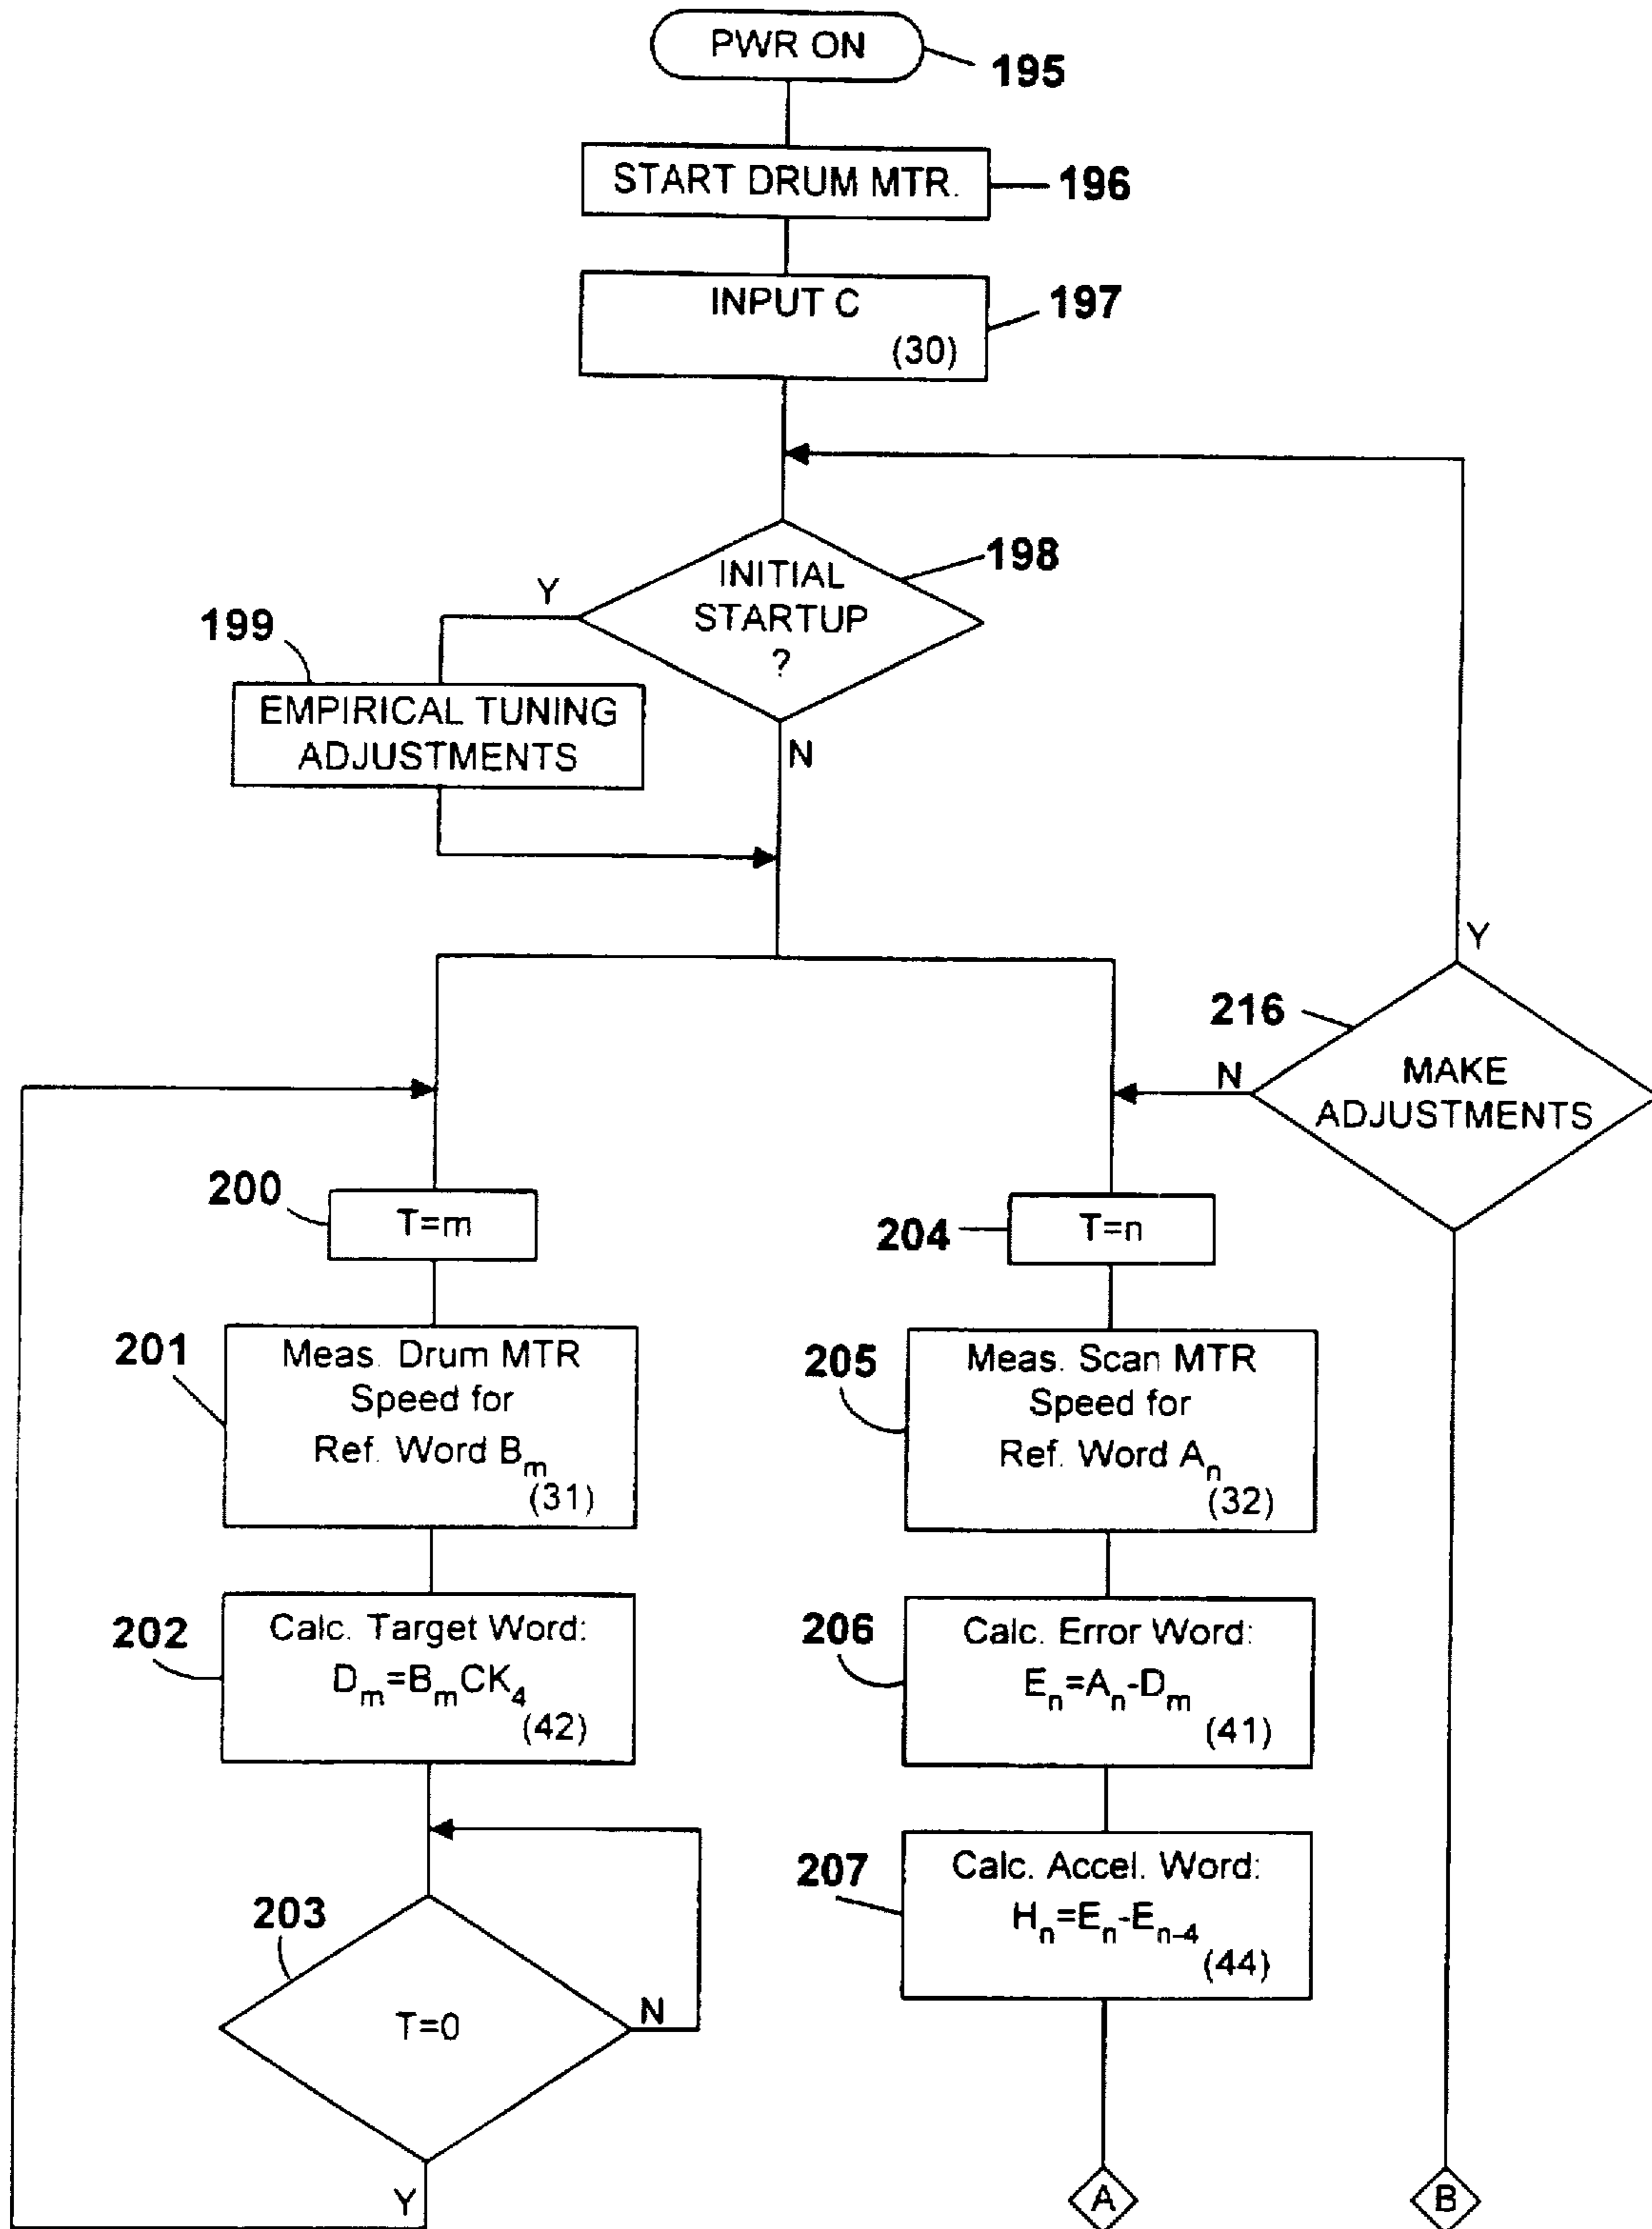 PWR ON
195
START DRUM MTR.
196
INPUT C
(30)
197
INITIAL
STARTUP
?
198
Y
N
199
EMPIRICAL TUNING
ADJUSTMENTS
Y
216
N
MAKE
ADJUSTMENTS
200
T=m
204
T=n
201
Meas. Drum MTR
Speed for
Ref. Word Bm
(31)
205
Meas. Scan MTR
Speed for
Ref. Word An
(32)
202
Calc. Target Word:
Dm=BmCK4
(42)
206
Calc. Error Word:
En=An-Dm
(41)
207
Calc. Accel. Word:
Hn=En-En-4
(44)
203
T=0
N
Y
A
B